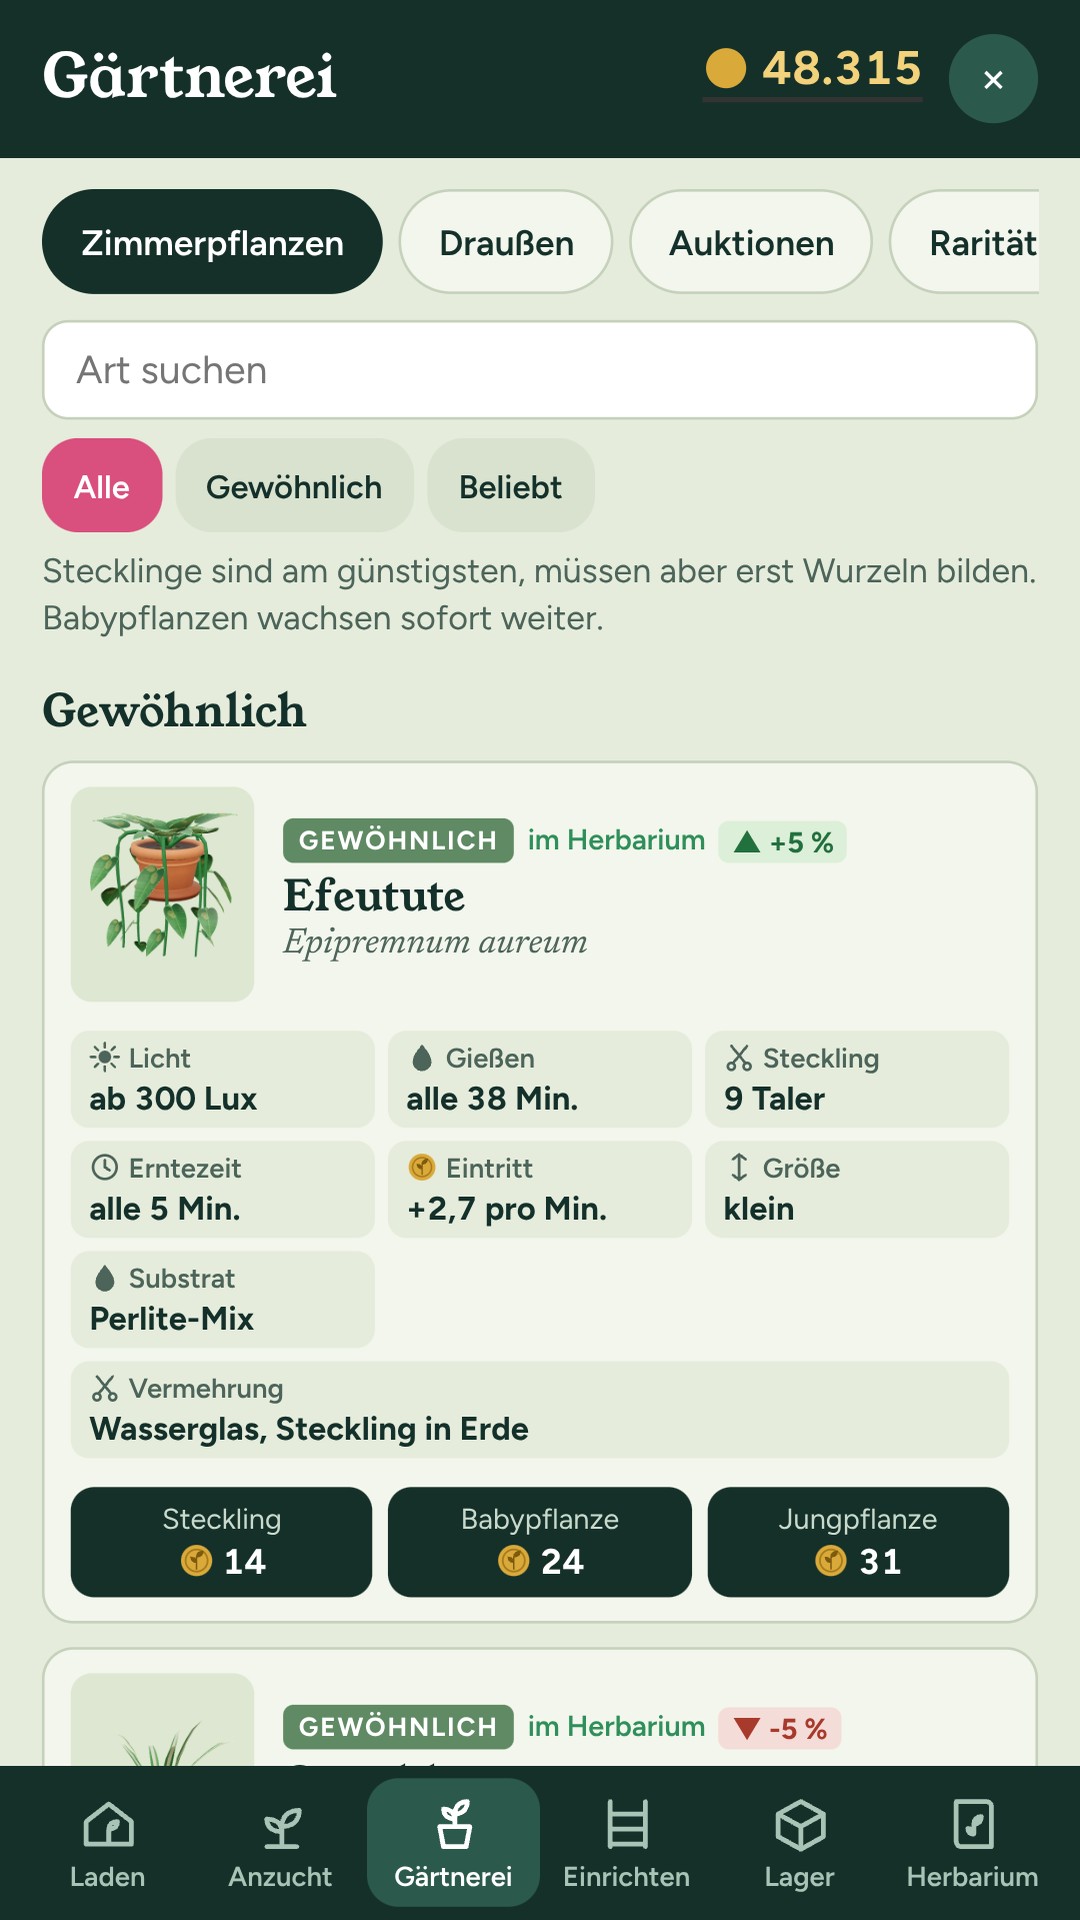 Gärtnerei
48.315
×
Zimmerpflanzen
Draußen
Auktionen
Rarität
Art suchen
Alle
Gewöhnlich
Beliebt
Stecklinge sind am günstigsten, müssen aber erst Wurzeln bilden.
Babypflanzen wachsen sofort weiter.
Gewöhnlich
GEWÖHNLICH im Herbarium ▲ +5 %
Efeutute
Epipremnum aureum
Licht
ab 300 Lux
Gießen
alle 38 Min.
Steckling
9 Taler
Erntezeit
alle 5 Min.
Eintritt
+2,7 pro Min.
Größe
klein
Substrat
Perlite-Mix
Vermehrung
Wasserglas, Steckling in Erde
Steckling
14
Babypflanze
24
Jungpflanze
31
GEWÖHNLICH im Herbarium ▼ -5 %
Laden
Anzucht
Gärtnerei
Einrichten
Lager
Herbarium